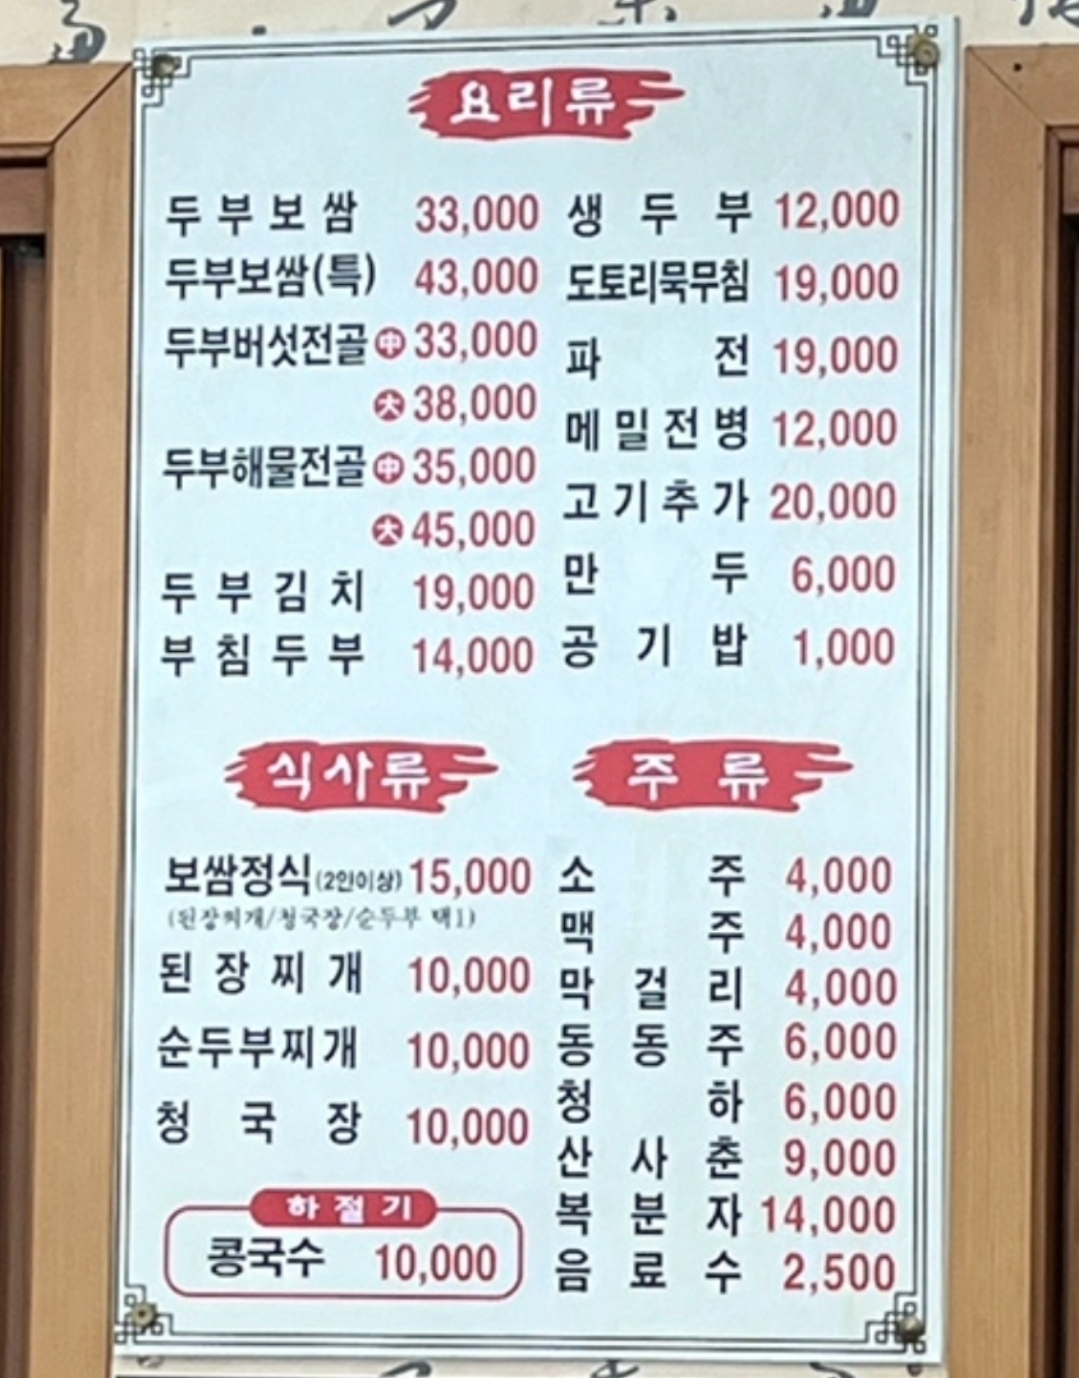 요리류
두부보쌈 33,000
두부보쌈(특) 43,000
두부버섯전골 中 33,000
大 38,000
두부해물전골 中 35,000
大 45,000
두부김치 19,000
부침두부 14,000
생두부 12,000
도토리묵무침 19,000
파전 19,000
메밀전병 12,000
고기추가 20,000
만두 6,000
공기밥 1,000
식사류
보쌈정식(2인이상) 15,000
(된장찌개/청국장/순두부 택1)
된장찌개 10,000
순두부찌개 10,000
청국장 10,000
하절기
콩국수 10,000
주류
소주 4,000
맥주 4,000
막걸리 4,000
동동주 6,000
청하 6,000
산사춘 9,000
복분자 14,000
음료수 2,500